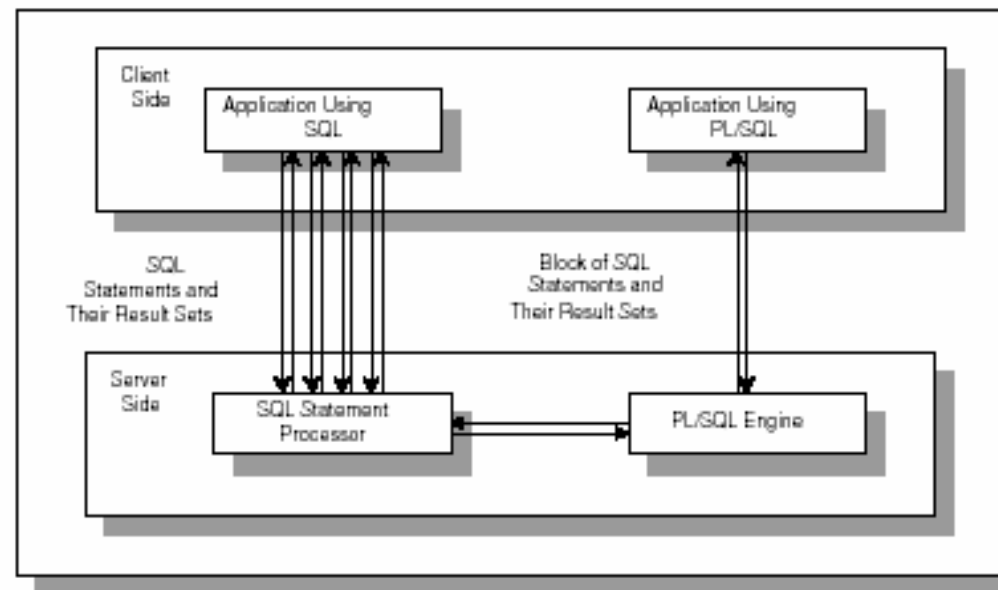 Client
Side
Application Using
SQL
Application Using
PL/SQL
SQL
Statements and
Their Result Sets
Block of SQL
Statements and
Their Result Sets
Server
Side
SQL Statement
Processor
PL/SQL Engine